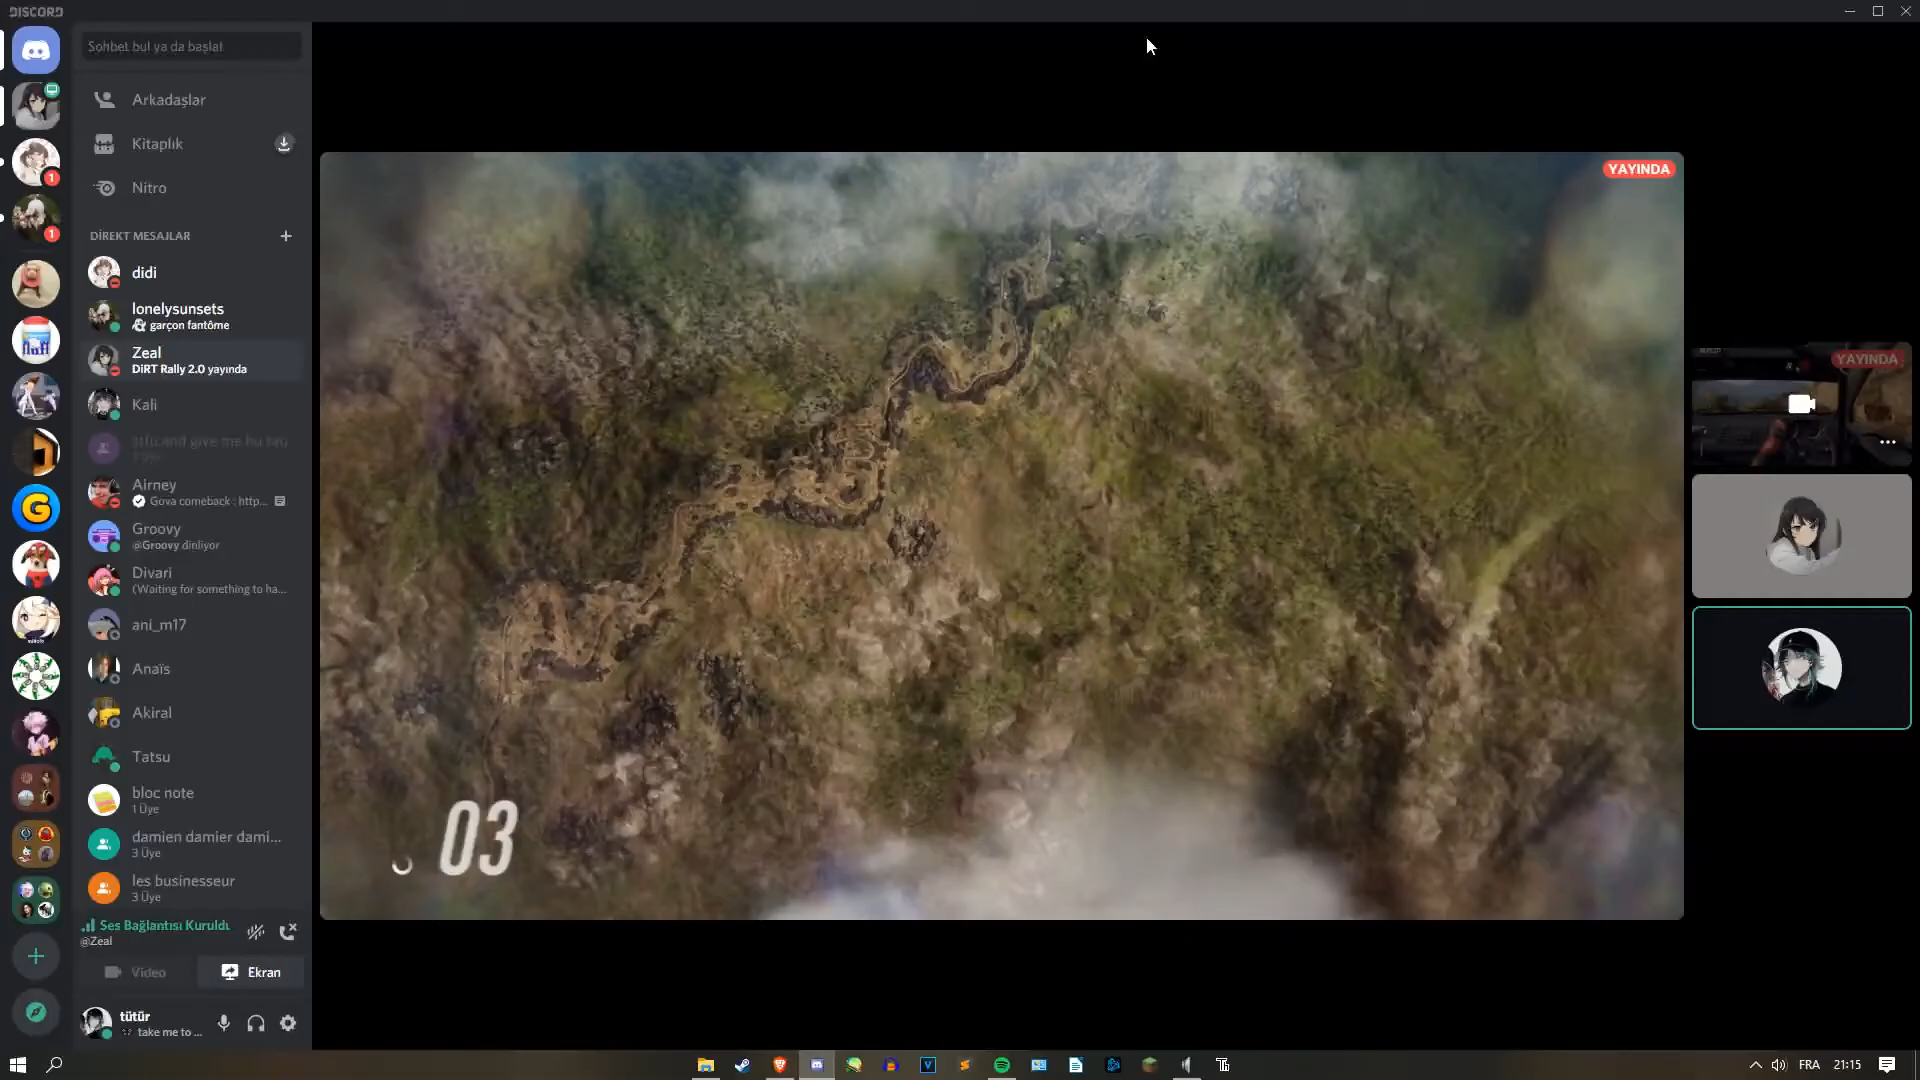 DISCORD
Sohbet bul ya da başlat
Arkadaşlar
Kitaplık
Nitro
DİREKT MESAJLAR
didi
lonelysunsets
garçon fantôme
Zeal
DiRT Rally 2.0 yayında
Kali
Airney
Gova comeback : http...
Groovy
@Groovy dinliyor
Divari
(Waiting for something to ha...
ani_m17
Anaïs
Akiral
Tatsu
bloc note
1 Üye
damien damier dami...
3 Üye
les businesseur
3 Üye
Ses Bağlantısı Kuruldu
@Zeal
Video
Ekran
tütür
take me to ...
1
1
YAYINDA
03
YAYINDA
FRA
21:15